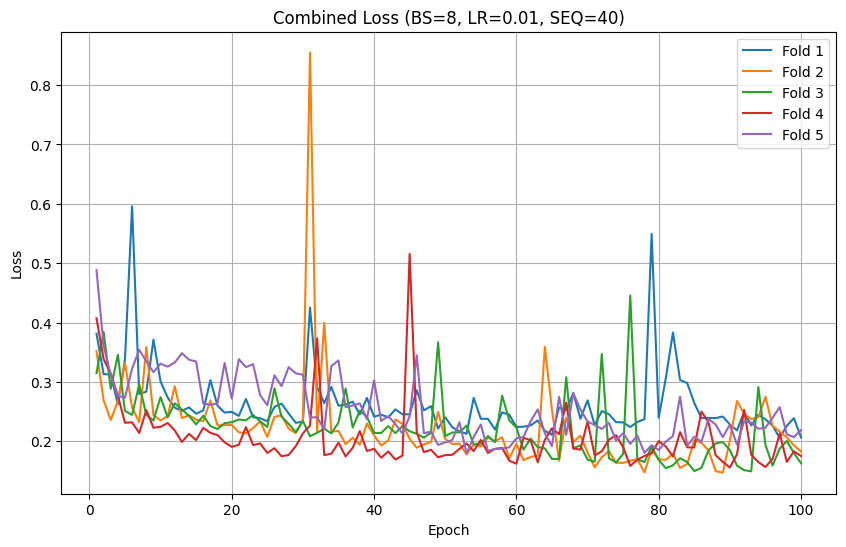 Combined Loss (BS=8, LR=0.01, SEQ=40)
Fold 1
Fold 2
Fold 3
Fold 4
Fold 5
Loss
0.8
0.7
0.6
0.5
0.4
0.3
0.2
0 20 40 60 80 100
Epoch